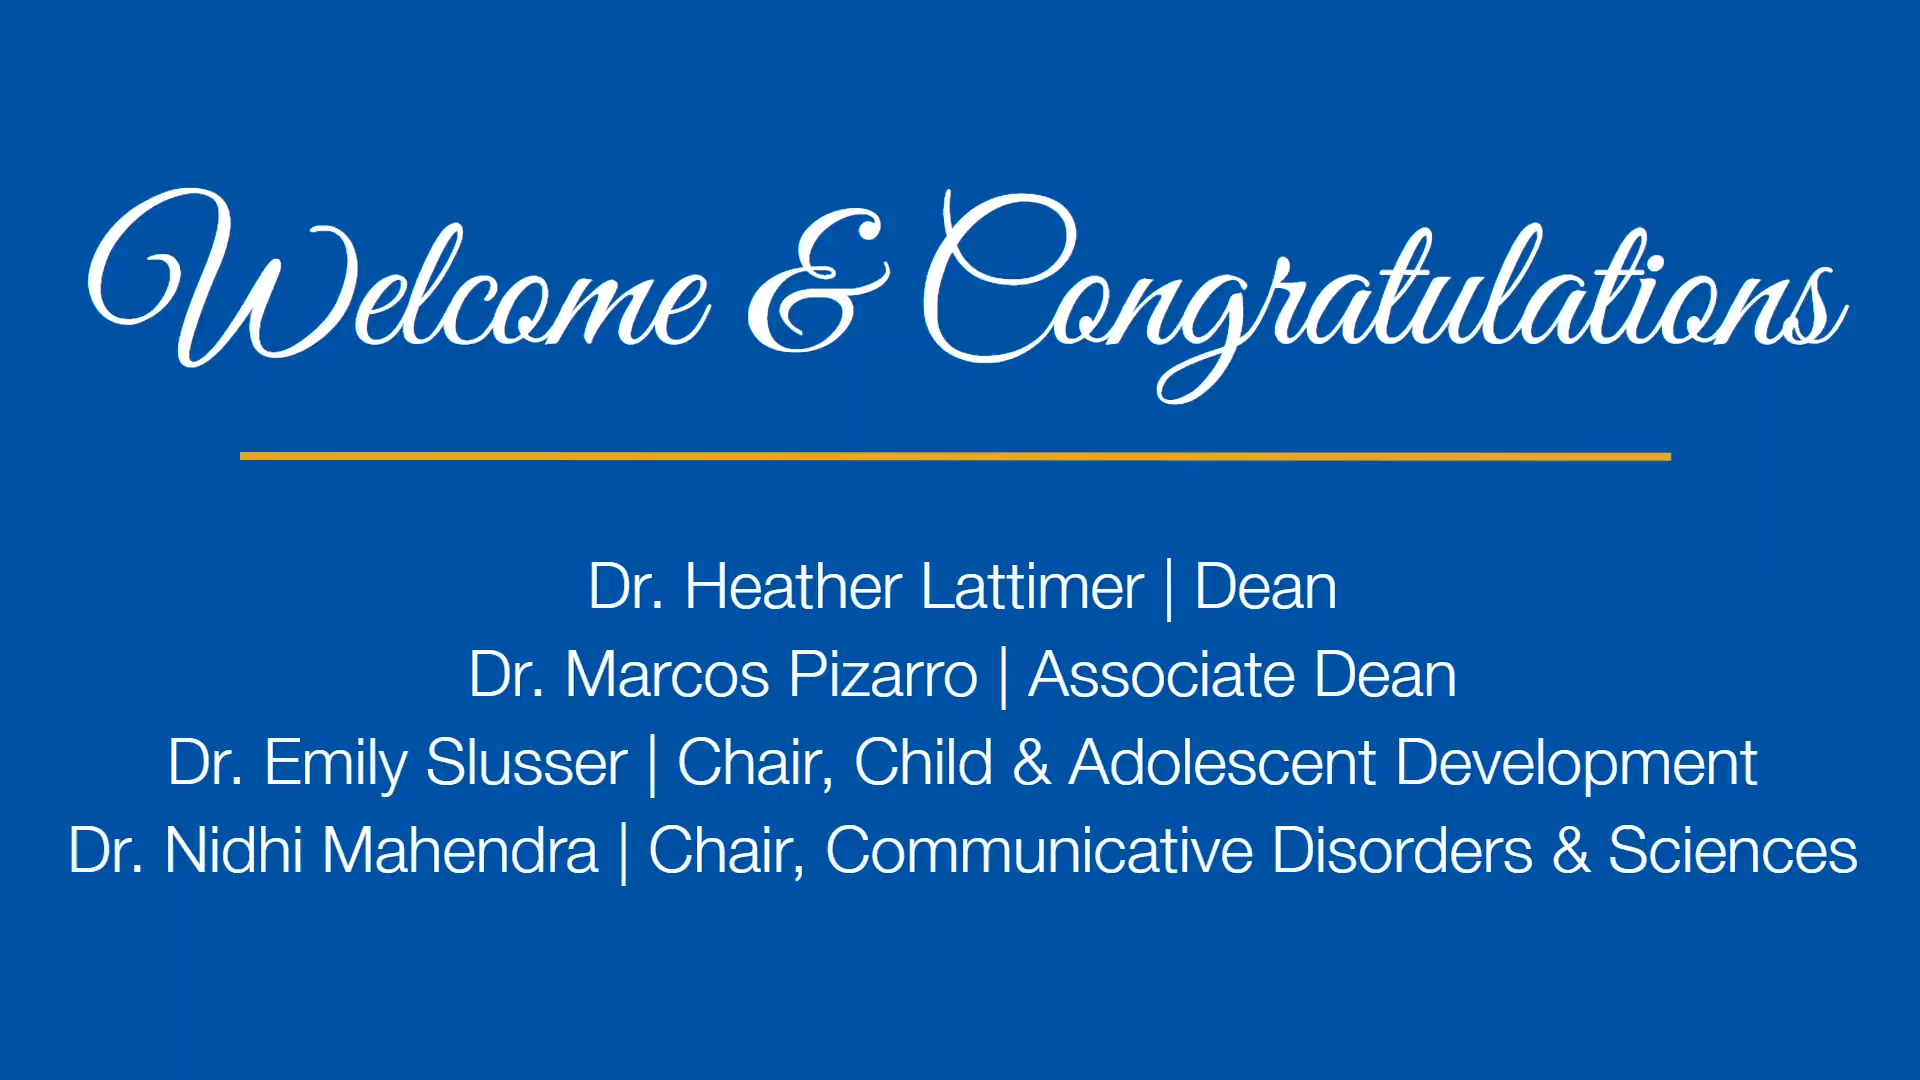 Welcome & Congratulations
Dr. Heather Lattimer | Dean
Dr. Marcos Pizarro | Associate Dean
Dr. Emily Slusser | Chair, Child & Adolescent Development
Dr. Nidhi Mahendra | Chair, Communicative Disorders & Sciences